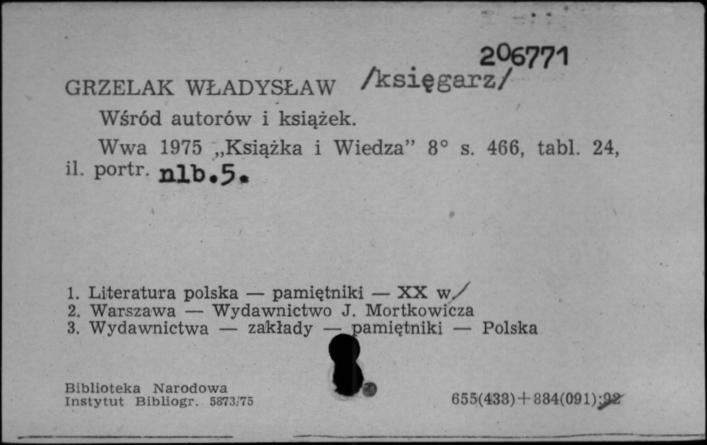 206771
GRZELAK WŁADYSŁAW /księgarz/
Wśród autorów i książek.
Wwa 1975 „Książka i Wiedza” 8° s. 466, tabl. 24,
il. portr. nlb.5.
1. Literatura polska — pamiętniki — XX w/
2. Warszawa — Wydawnictwo J. Mortkowicza
3. Wydawnictwa — zakłady — pamiętniki — Polska
Biblioteka Narodowa
Instytut Bibliogr. 5873/75
655(438)+884(091);92